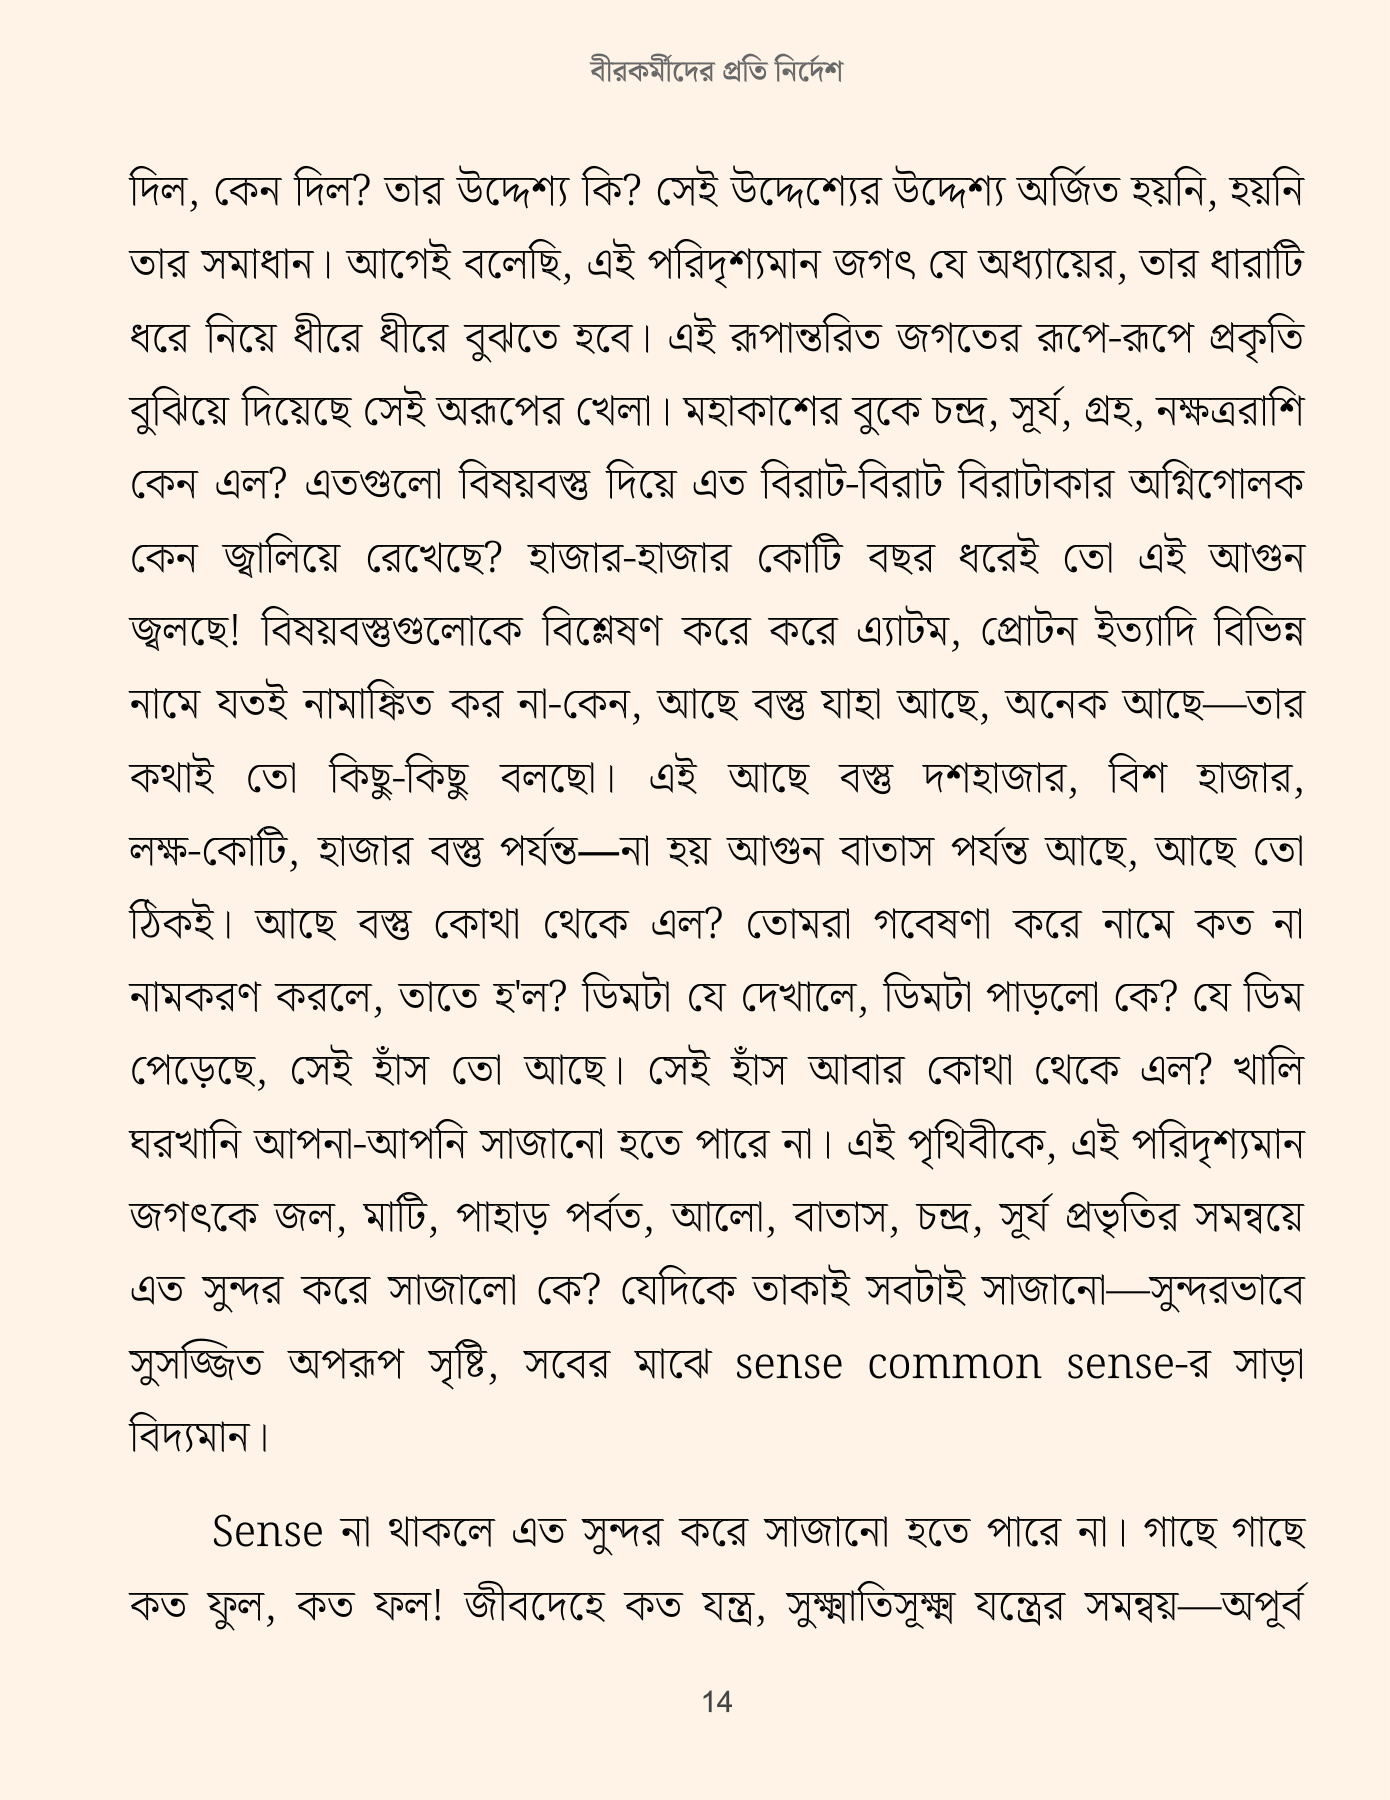 বীরকর্মীদের প্রতি নির্দেশ
দিল, কেন দিল? তার উদ্দেশ্য কি? সেই উদ্দেশ্যের উদ্দেশ্য অর্জিত হয়নি, হয়নি
তার সমাধান। আগেই বলেছি, এই পরিদৃশ্যমান জগৎ যে অধ্যায়ের, তার ধারাটি
ধরে নিয়ে ধীরে ধীরে বুঝতে হবে। এই রূপান্তরিত জগতের রূপে-রূপে প্রকৃতি
বুঝিয়ে দিয়েছে সেই অরূপের খেলা। মহাকাশের বুকে চন্দ্র, সূর্য, গ্রহ, নক্ষত্ররাশি
কেন এল? এতগুলো বিষয়বস্তু দিয়ে এত বিরাট-বিরাট বিরাটাকার অগ্নিগোলক
কেন জ্বালিয়ে রেখেছে? হাজার-হাজার কোটি বছর ধরেই তো এই আগুন
জ্বলছে! বিষয়বস্তুগুলোকে বিশ্লেষণ করে করে এ্যাটম, প্রোটন ইত্যাদি বিভিন্ন
নামে যতই নামাঙ্কিত কর না-কেন, আছে বস্তু যাহা আছে, অনেক আছে—তার
কথাই তো কিছু-কিছু বলছো। এই আছে বস্তু দশহাজার, বিশ হাজার,
লক্ষ-কোটি, হাজার বস্তু পর্যন্ত—না হয় আগুন বাতাস পর্যন্ত আছে, আছে তো
ঠিকই। আছে বস্তু কোথা থেকে এল? তোমরা গবেষণা করে নামে কত না
নামকরণ করলে, তাতে হ'ল? ডিমটা যে দেখালে, ডিমটা পাড়লো কে? যে ডিম
পেড়েছে, সেই হাঁস তো আছে। সেই হাঁস আবার কোথা থেকে এল? খালি
ঘরখানি আপনা-আপনি সাজানো হতে পারে না। এই পৃথিবীকে, এই পরিদৃশ্যমান
জগৎকে জল, মাটি, পাহাড় পর্বত, আলো, বাতাস, চন্দ্র, সূর্য প্রভৃতির সমন্বয়ে
এত সুন্দর করে সাজালো কে? যেদিকে তাকাই সবটাই সাজানো—সুন্দরভাবে
সুসজ্জিত অপরূপ সৃষ্টি, সবের মাঝে sense common sense-র সাড়া
বিদ্যমান।
Sense না থাকলে এত সুন্দর করে সাজানো হতে পারে না। গাছে গাছে
কত ফুল, কত ফল! জীবদেহে কত যন্ত্র, সুক্ষ্মাতিসূক্ষ্ম যন্ত্রের সমন্বয়—অপূর্ব
14